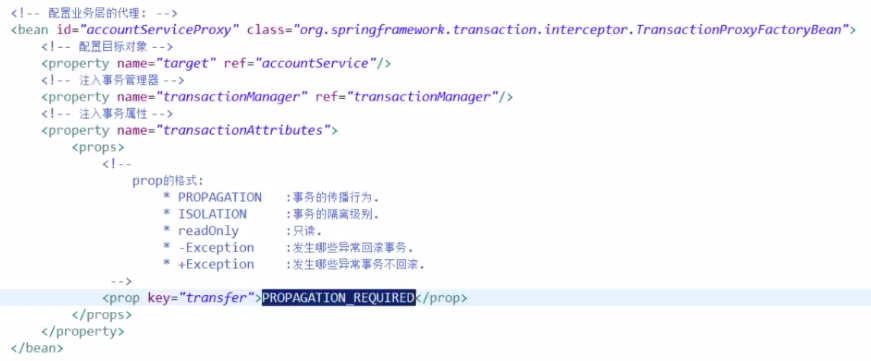 <!-- 配置业务层的代理: -->
<bean id="accountServiceProxy" class="org.springframework.transaction.interceptor.TransactionProxyFactoryBean">
<!-- 配置目标对象 -->
<property name="target" ref="accountService"/>
<!-- 注入事务管理器 -->
<property name="transactionManager" ref="transactionManager"/>
<!-- 注入事务属性 -->
<property name="transactionAttributes">
<props>
<!--
prop的格式:
* PROPAGATION :事务的传播行为.
* ISOLATION :事务的隔离级别.
* readOnly :只读.
* -Exception :发生哪些异常回滚事务.
* +Exception :发生哪些异常事务不回滚.
-->
<prop key="transfer">PROPAGATION_REQUIRED</prop>
</props>
</property>
</bean>